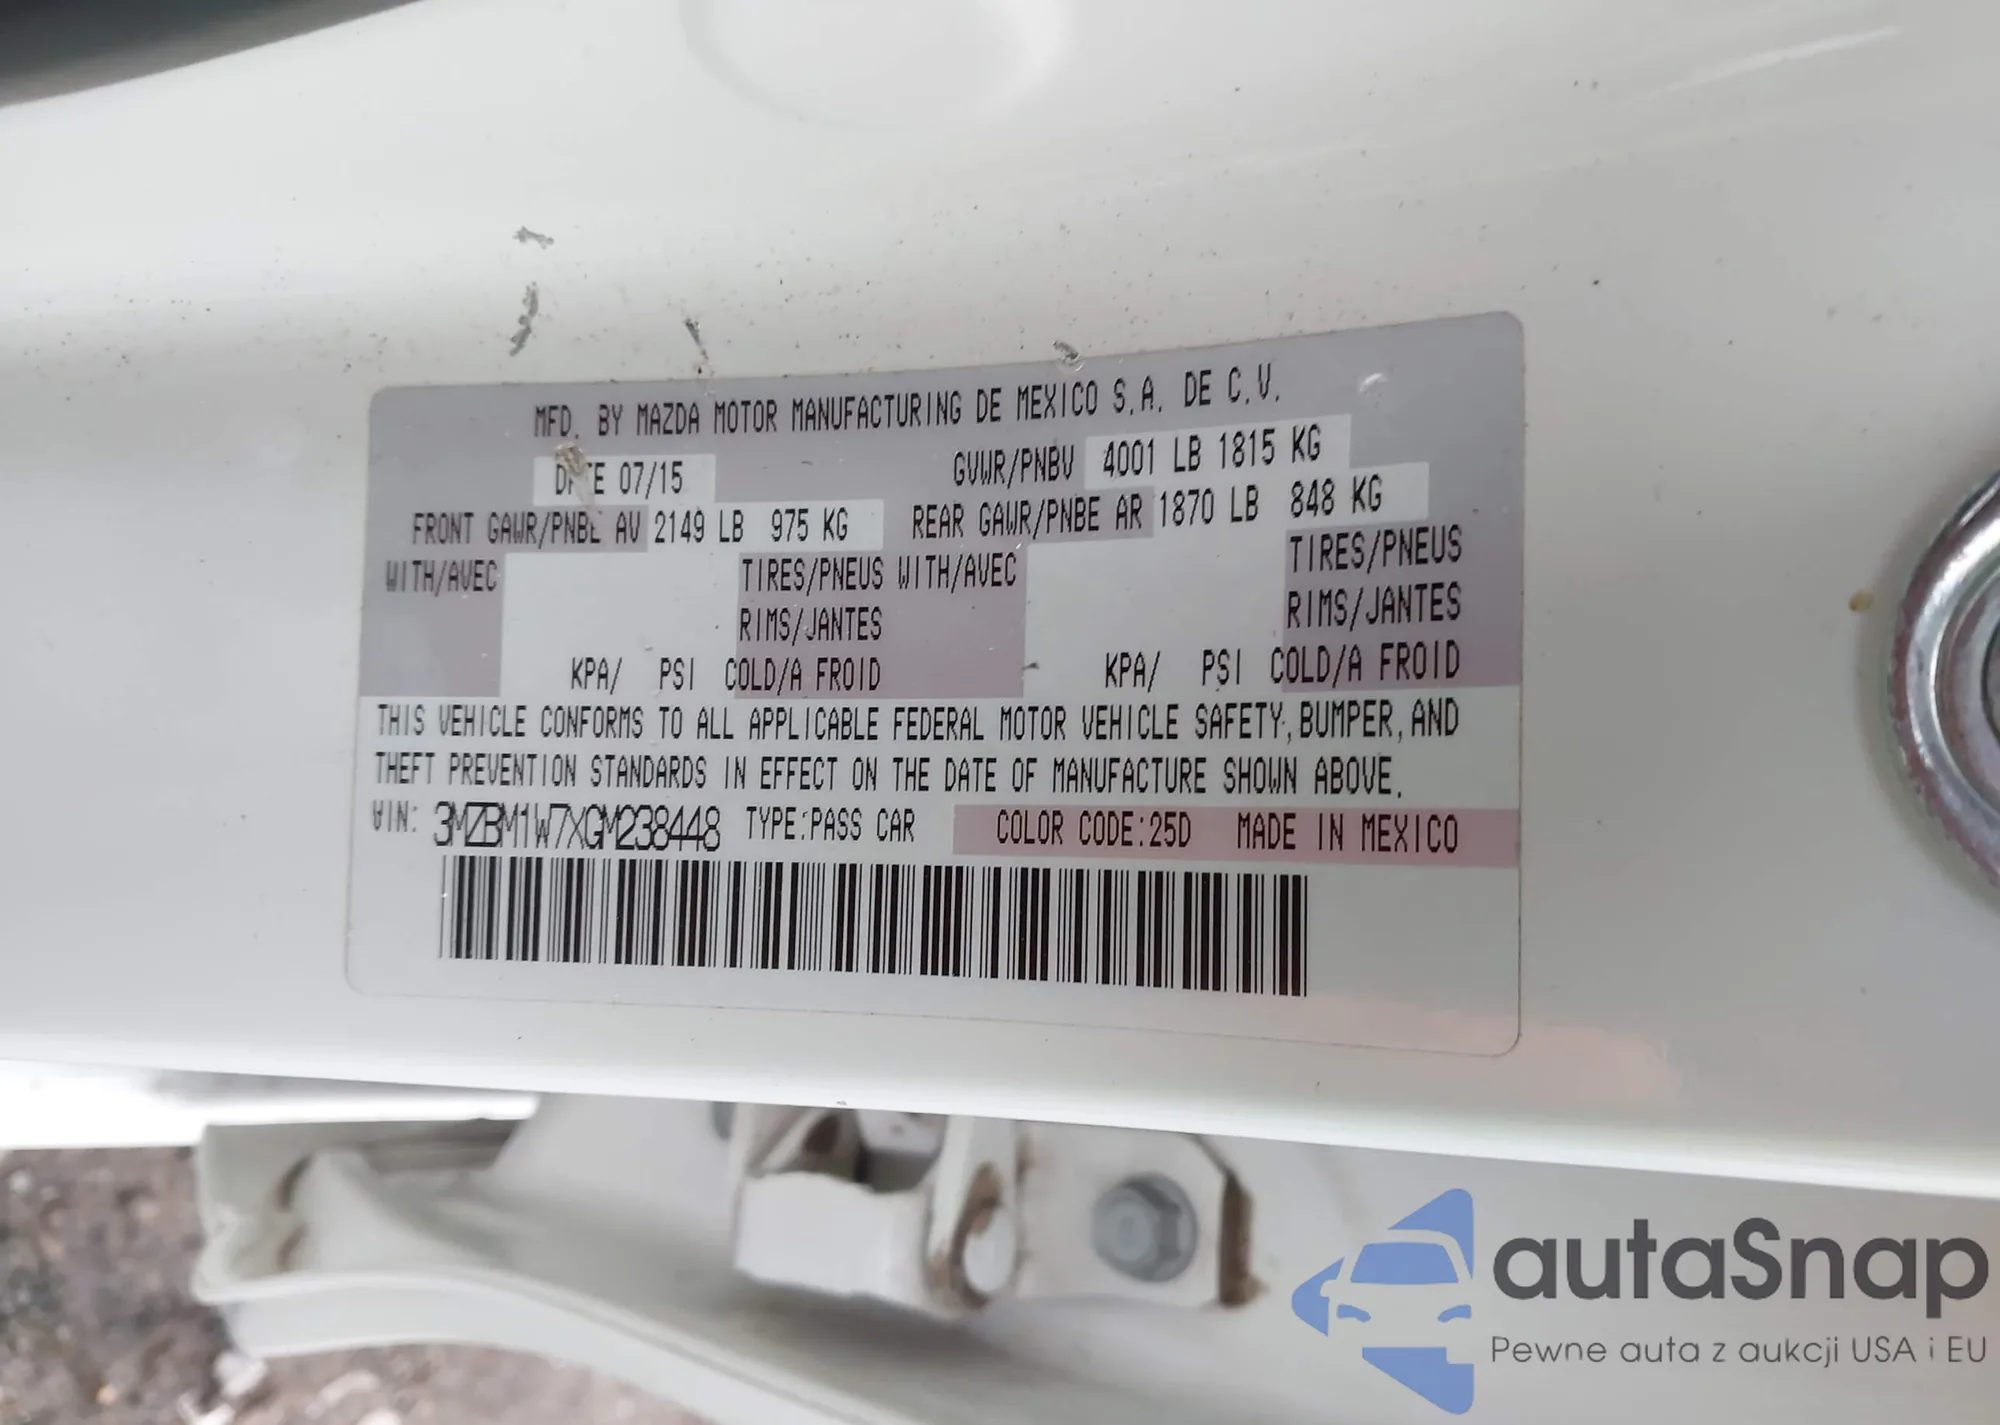 MFD. BY MAZDA MOTOR MANUFACTURING DE MEXICO S.A. DE C.V.
DATE 07/15 GVWR/PNBV 4001 LB 1815 KG
FRONT GAWR/PNBE AV 2149 LB 975 KG REAR GAWR/PNBE AR 1870 LB 848 KG
WITH/AVEC TIRES/PNEUS WITH/AVEC TIRES/PNEUS
RIMS/JANTES RIMS/JANTES
KPA/ PSI COLD/A FROID KPA/ PSI COLD/A FROID
THIS VEHICLE CONFORMS TO ALL APPLICABLE FEDERAL MOTOR VEHICLE SAFETY, BUMPER, AND
THEFT PREVENTION STANDARDS IN EFFECT ON THE DATE OF MANUFACTURE SHOWN ABOVE.
VIN: 3MZBM1W7XGM238448 TYPE:PASS CAR COLOR CODE:25D MADE IN MEXICO
autaSnap
Pewne auta z aukcji USA i EU